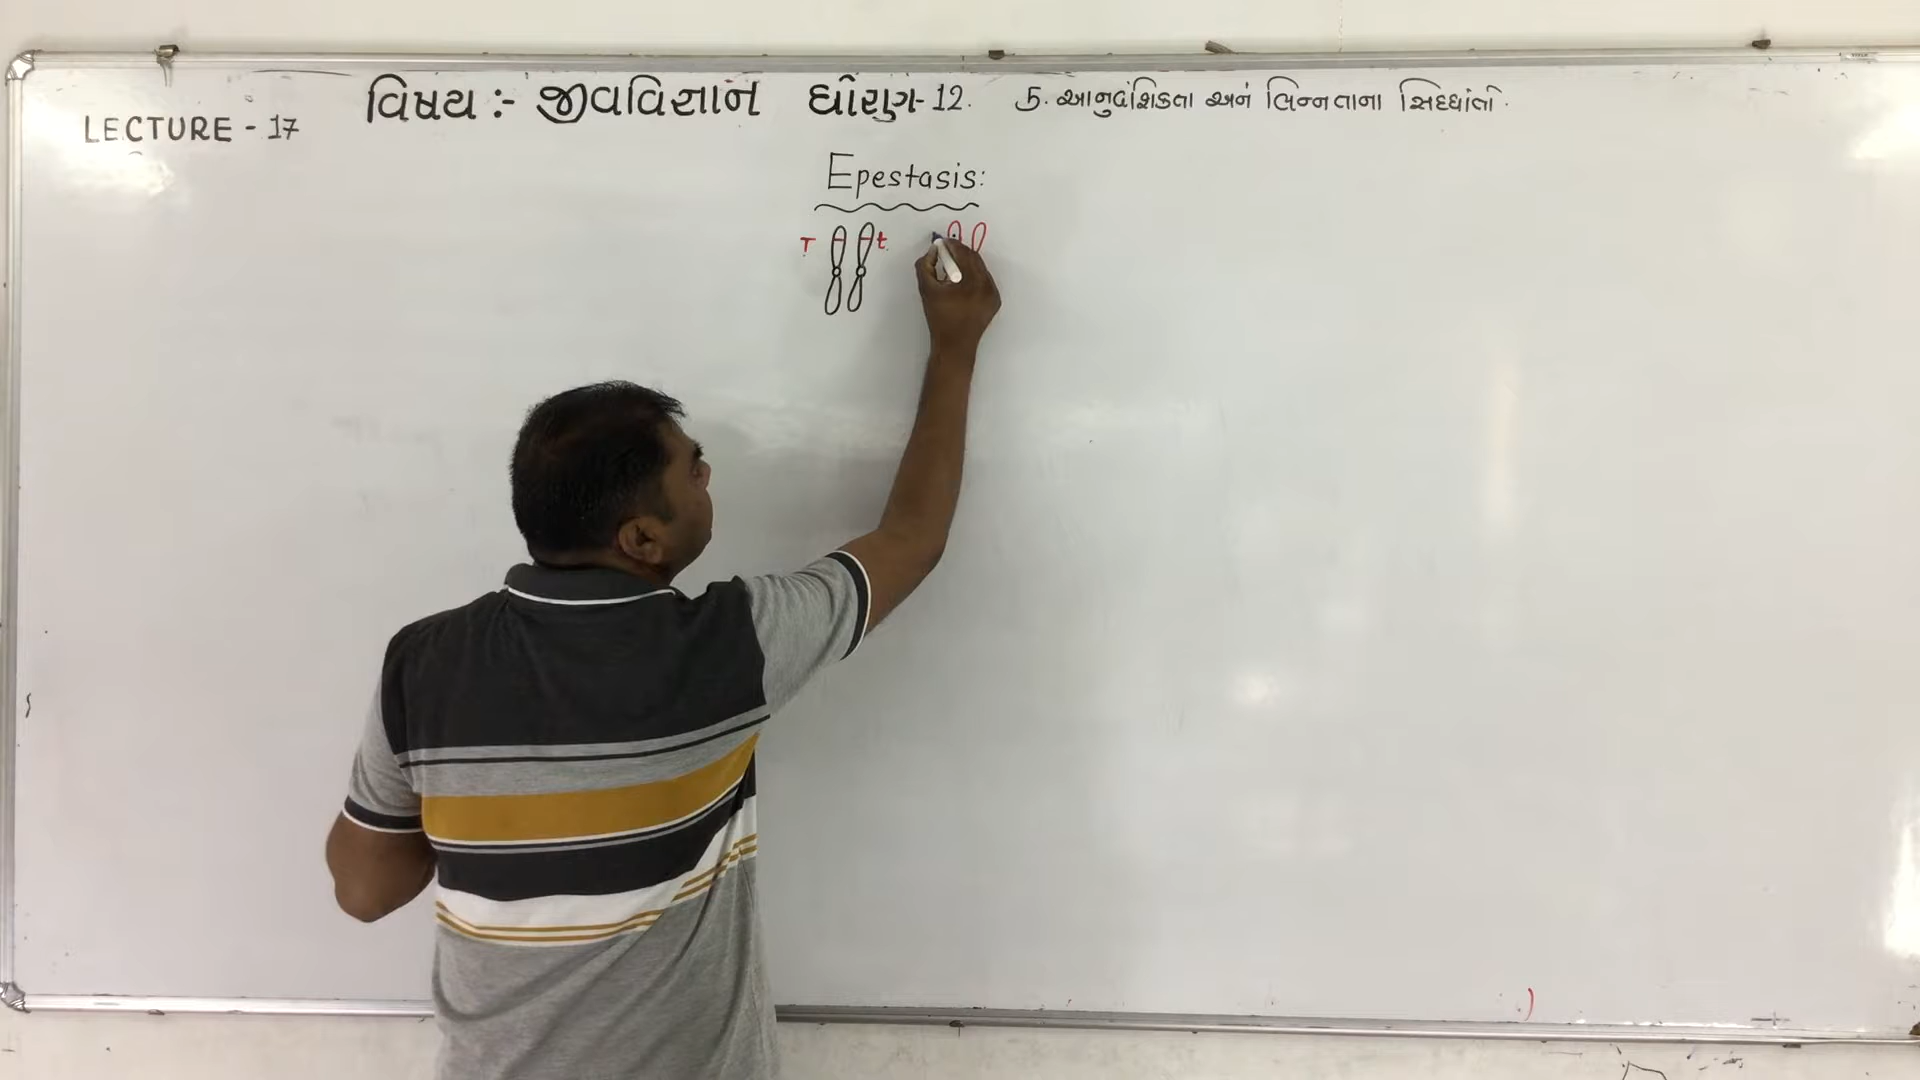 વિષય :- જીવવિજ્ઞાન ધોરણ-12. 5. આનુવંશિકતા અને ભિન્નતાના સિદ્ધાંતો.
LECTURE - 17
Epestasis:
T t